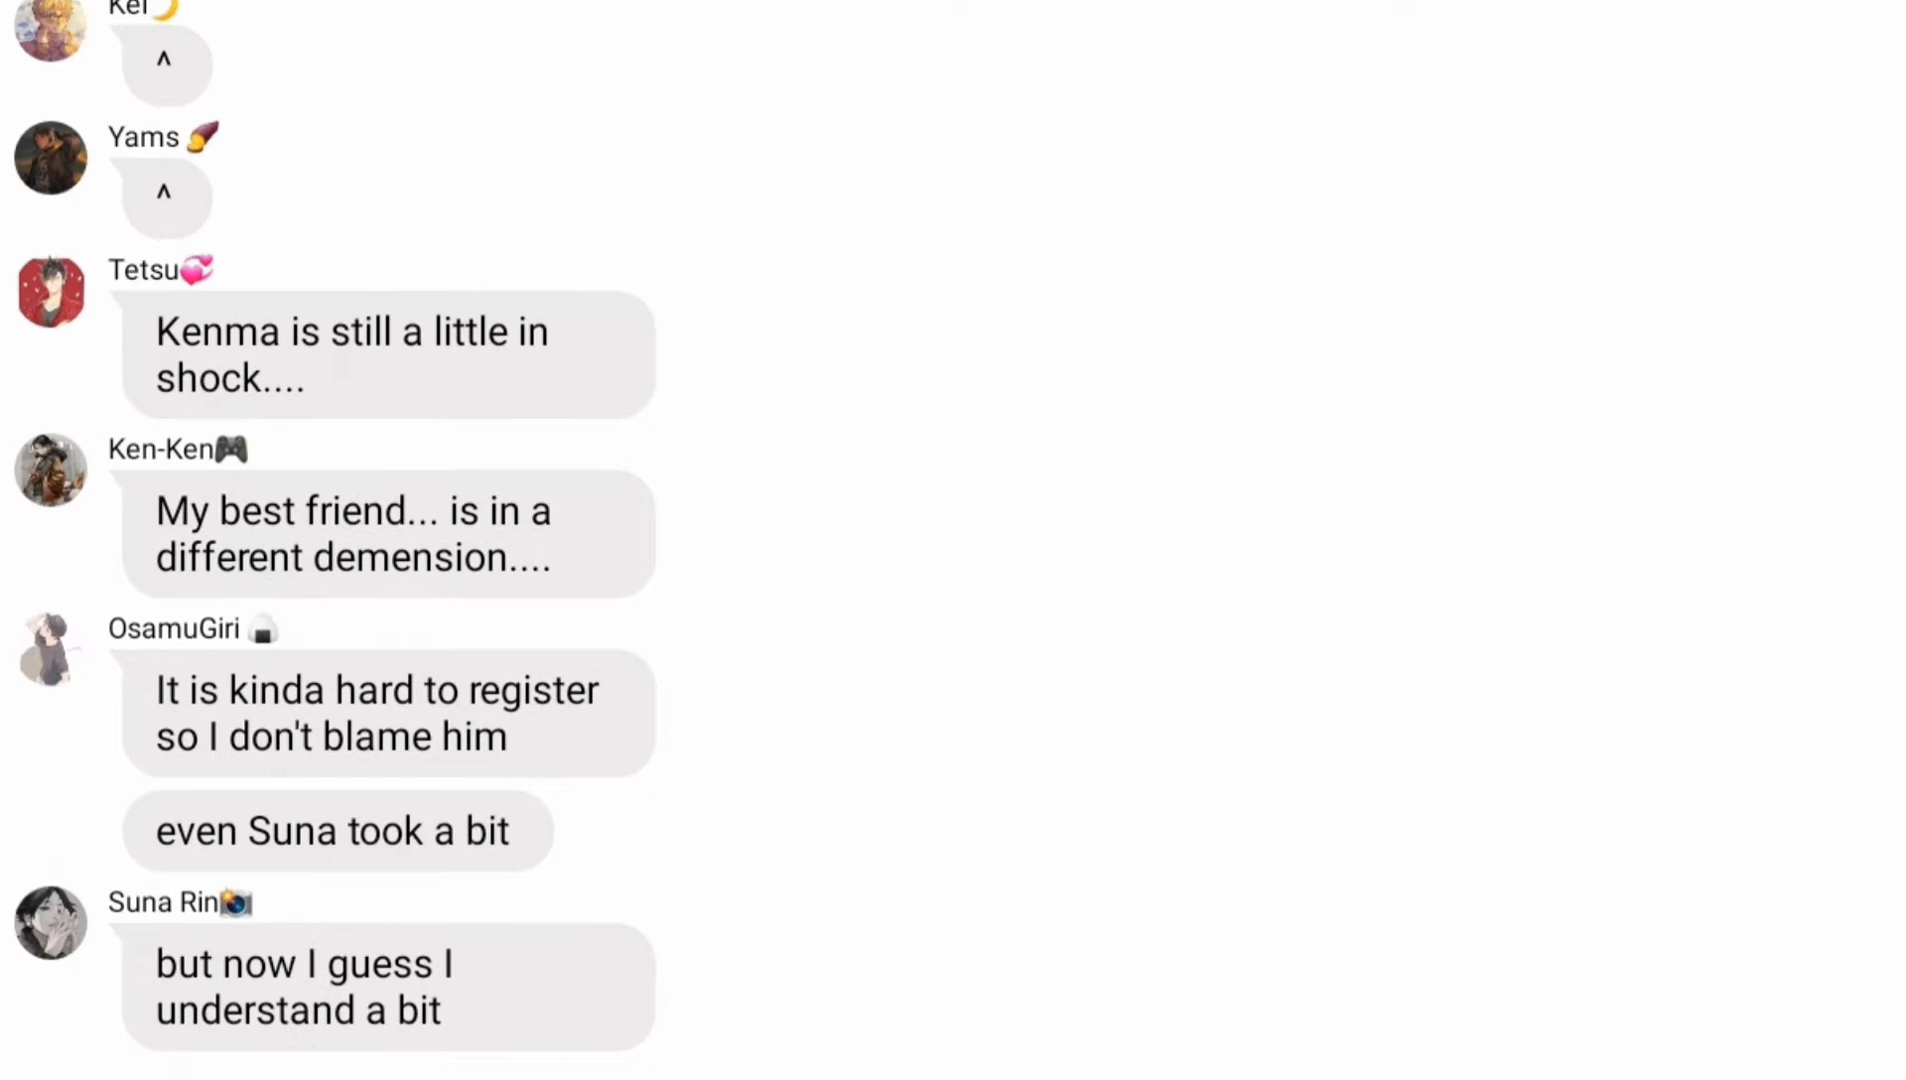 Kei🌙
^
Yams 🍠
^
Tetsu💞
Kenma is still a little in
shock....
Ken-Ken🎮
My best friend... is in a
different demension....
OsamuGiri 🍙
It is kinda hard to register
so I don't blame him
even Suna took a bit
Suna Rin📸
but now I guess I
understand a bit